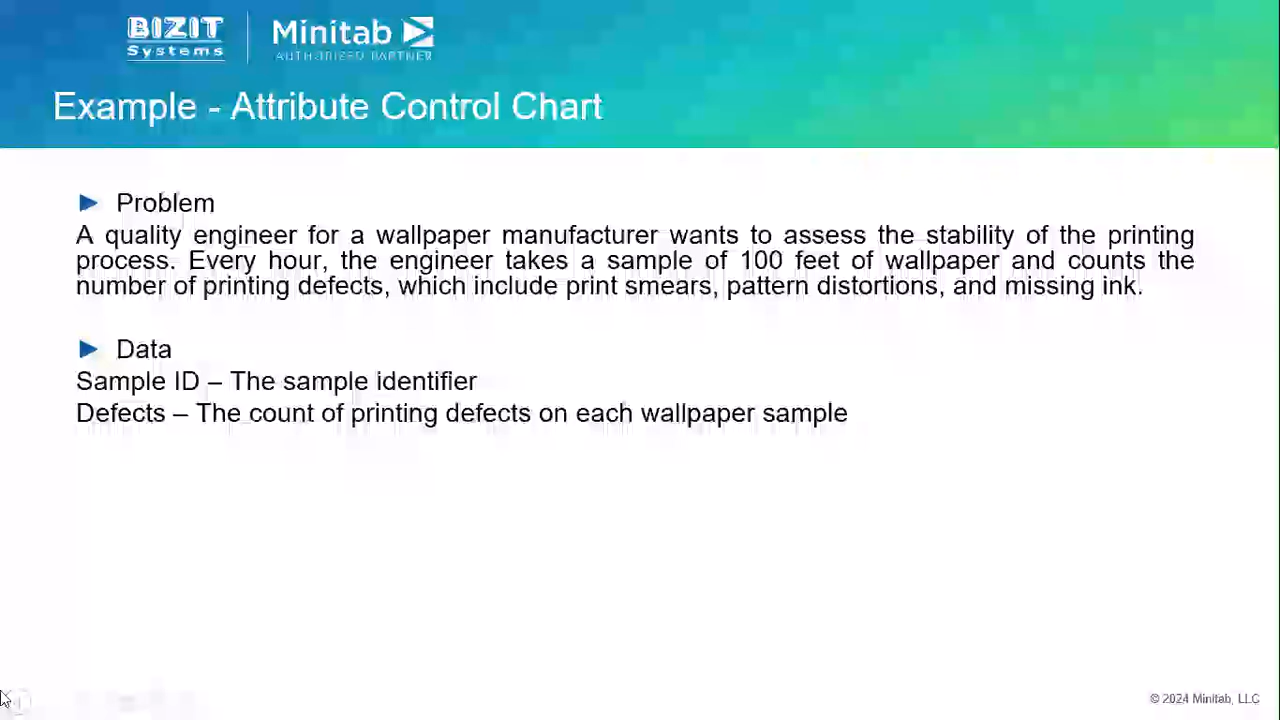 BIZIT
Systems
Minitab
AUTHORIZED PARTNER
Example - Attribute Control Chart
Problem
A quality engineer for a wallpaper manufacturer wants to assess the stability of the printing
process. Every hour, the engineer takes a sample of 100 feet of wallpaper and counts the
number of printing defects, which include print smears, pattern distortions, and missing ink.
Data
Sample ID – The sample identifier
Defects – The count of printing defects on each wallpaper sample
© 2024 Minitab, LLC